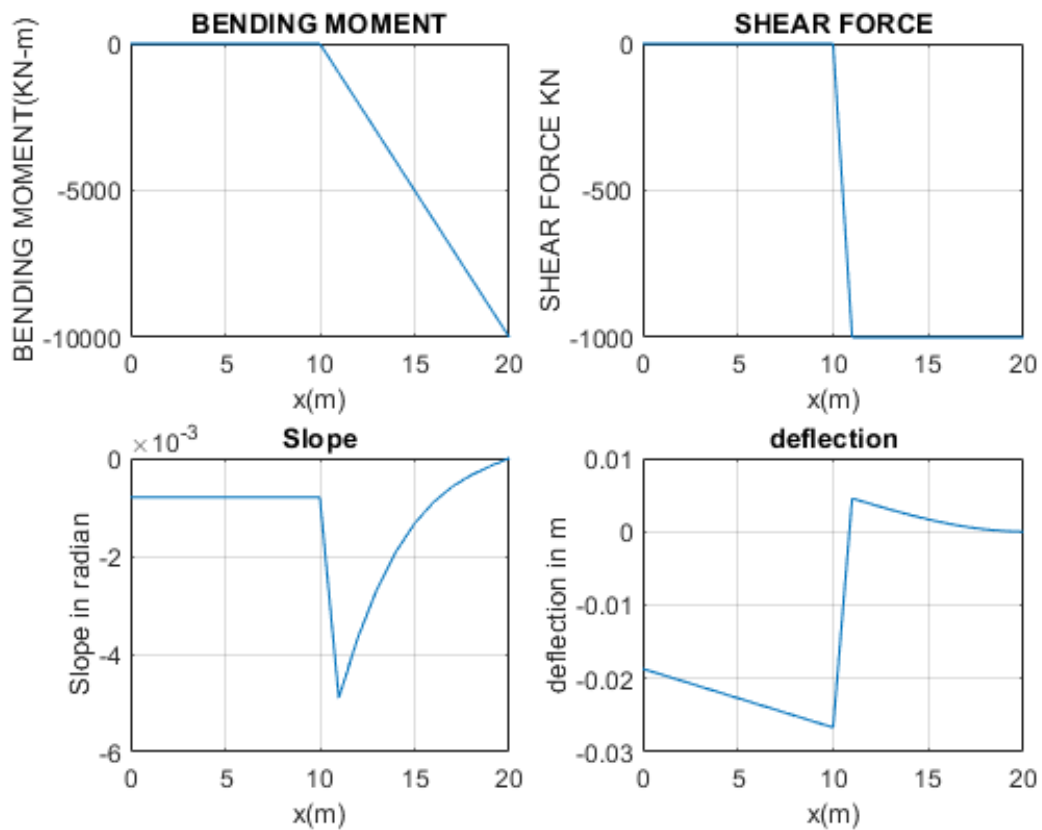 BENDING MOMENT
BENDING MOMENT(KN-m)
0
-5000
-10000
0 5 10 15 20
x(m)
SHEAR FORCE
SHEAR FORCE KN
0
-500
-1000
0 5 10 15 20
x(m)
×10-3
Slope
Slope in radian
0
-2
-4
-6
0 5 10 15 20
x(m)
deflection
deflection in m
0.01
0
-0.01
-0.02
-0.03
0 5 10 15 20
x(m)